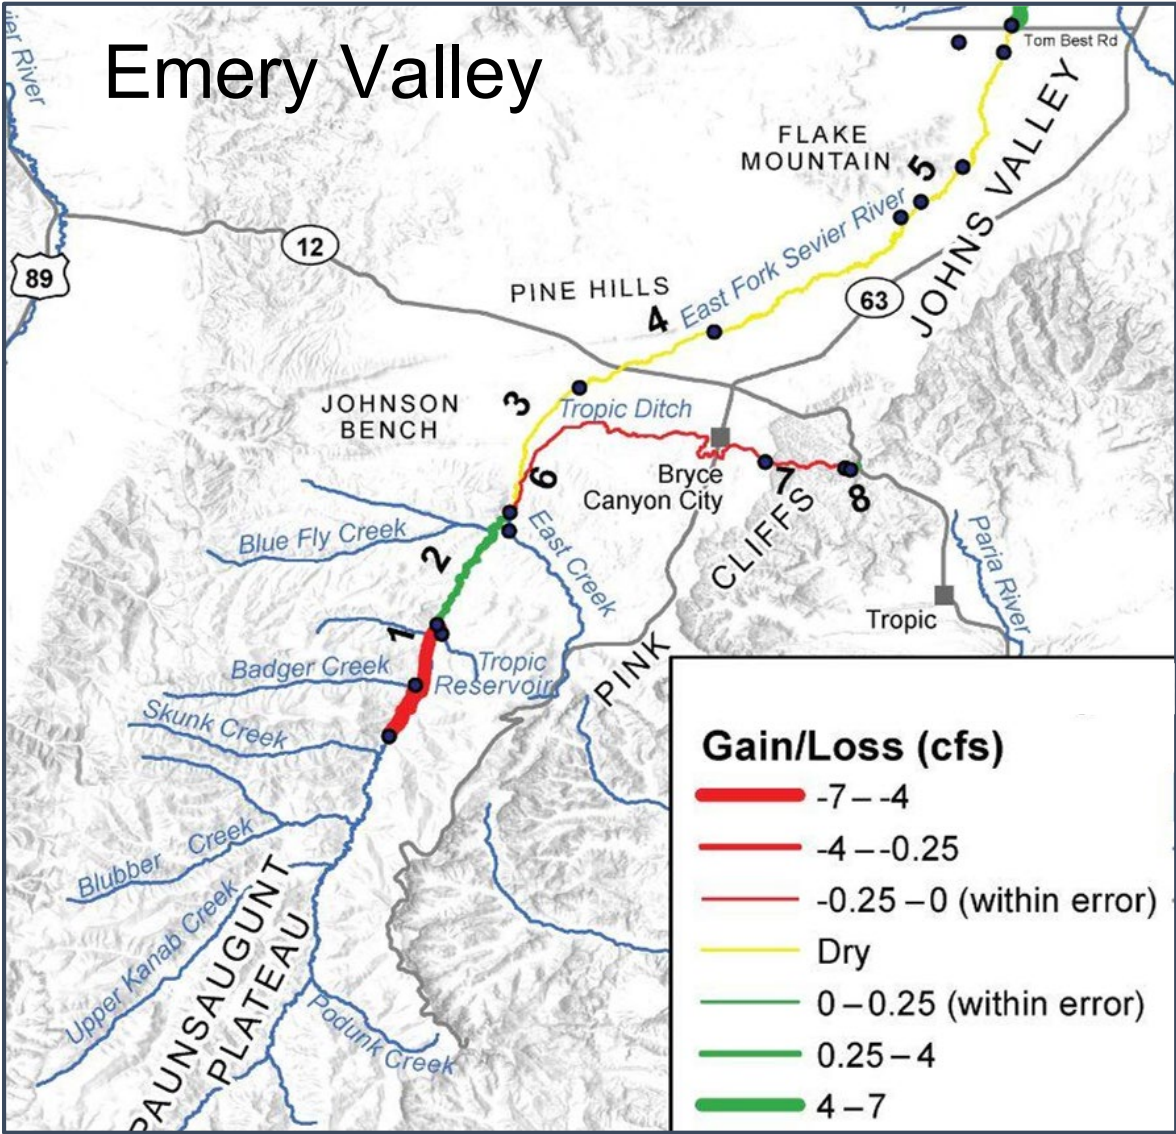 Emery Valley
Tom Best Rd
FLAKE
MOUNTAIN
5
JOHNS VALLEY
East Fork Sevier River
12
89
PINE HILLS
63
4
3
JOHNSON
BENCH
Tropic Ditch
6
Bryce
Canyon City
7
8
CLIFFS
PINK
Blue Fly Creek
East Creek
2
Paria River
Tropic
1
Badger Creek
Tropic
Reservoir
Skunk Creek
Blubber Creek
Upper Kanab Creek
PAUNSAUGUNT
PLATEAU
Podunk Creek
Gain/Loss (cfs)
-7 – -4
-4 – -0.25
-0.25 – 0 (within error)
Dry
0 – 0.25 (within error)
0.25 – 4
4 – 7